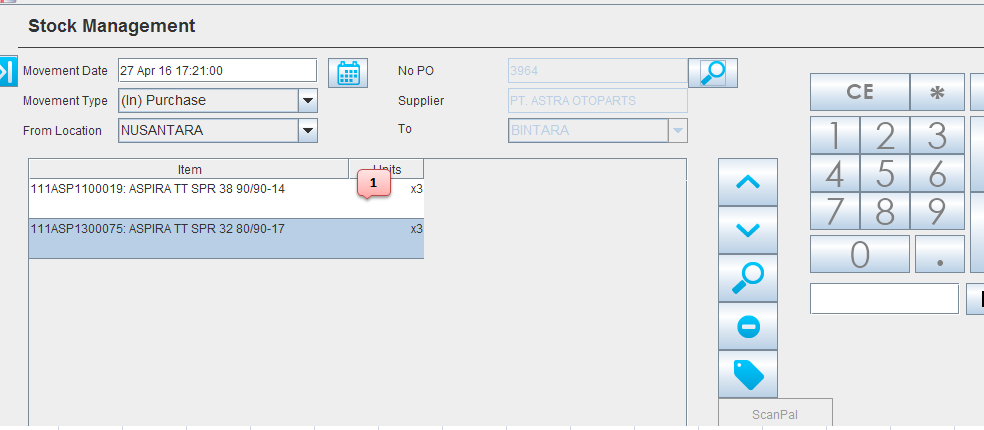 Stock Management
Movement Date 27 Apr 16 17:21:00 No PO 3964
Movement Type (In) Purchase Supplier PT. ASTRA OTOPARTS
From Location NUSANTARA To BINTARA
CE *
1 2 3
4 5 6
7 8 9
0 .
Item Units
1
111ASP1100019: ASPIRA TT SPR 38 90/90-14 x3
111ASP1300075: ASPIRA TT SPR 32 80/90-17 x3
ScanPal